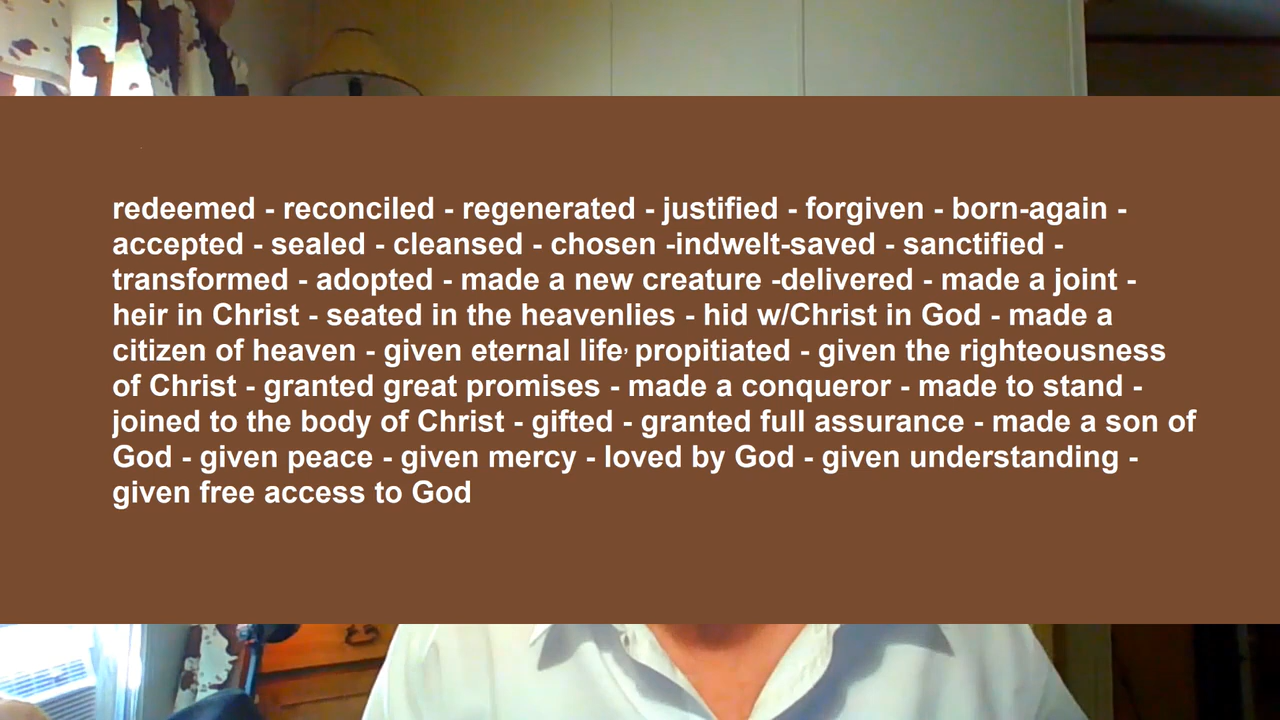 redeemed - reconciled - regenerated - justified - forgiven - born-again -
accepted - sealed - cleansed - chosen -indwelt-saved - sanctified -
transformed - adopted - made a new creature -delivered - made a joint -
heir in Christ - seated in the heavenlies - hid w/Christ in God - made a
citizen of heaven - given eternal life, propitiated - given the righteousness
of Christ - granted great promises - made a conqueror - made to stand -
joined to the body of Christ - gifted - granted full assurance - made a son of
God - given peace - given mercy - loved by God - given understanding -
given free access to God